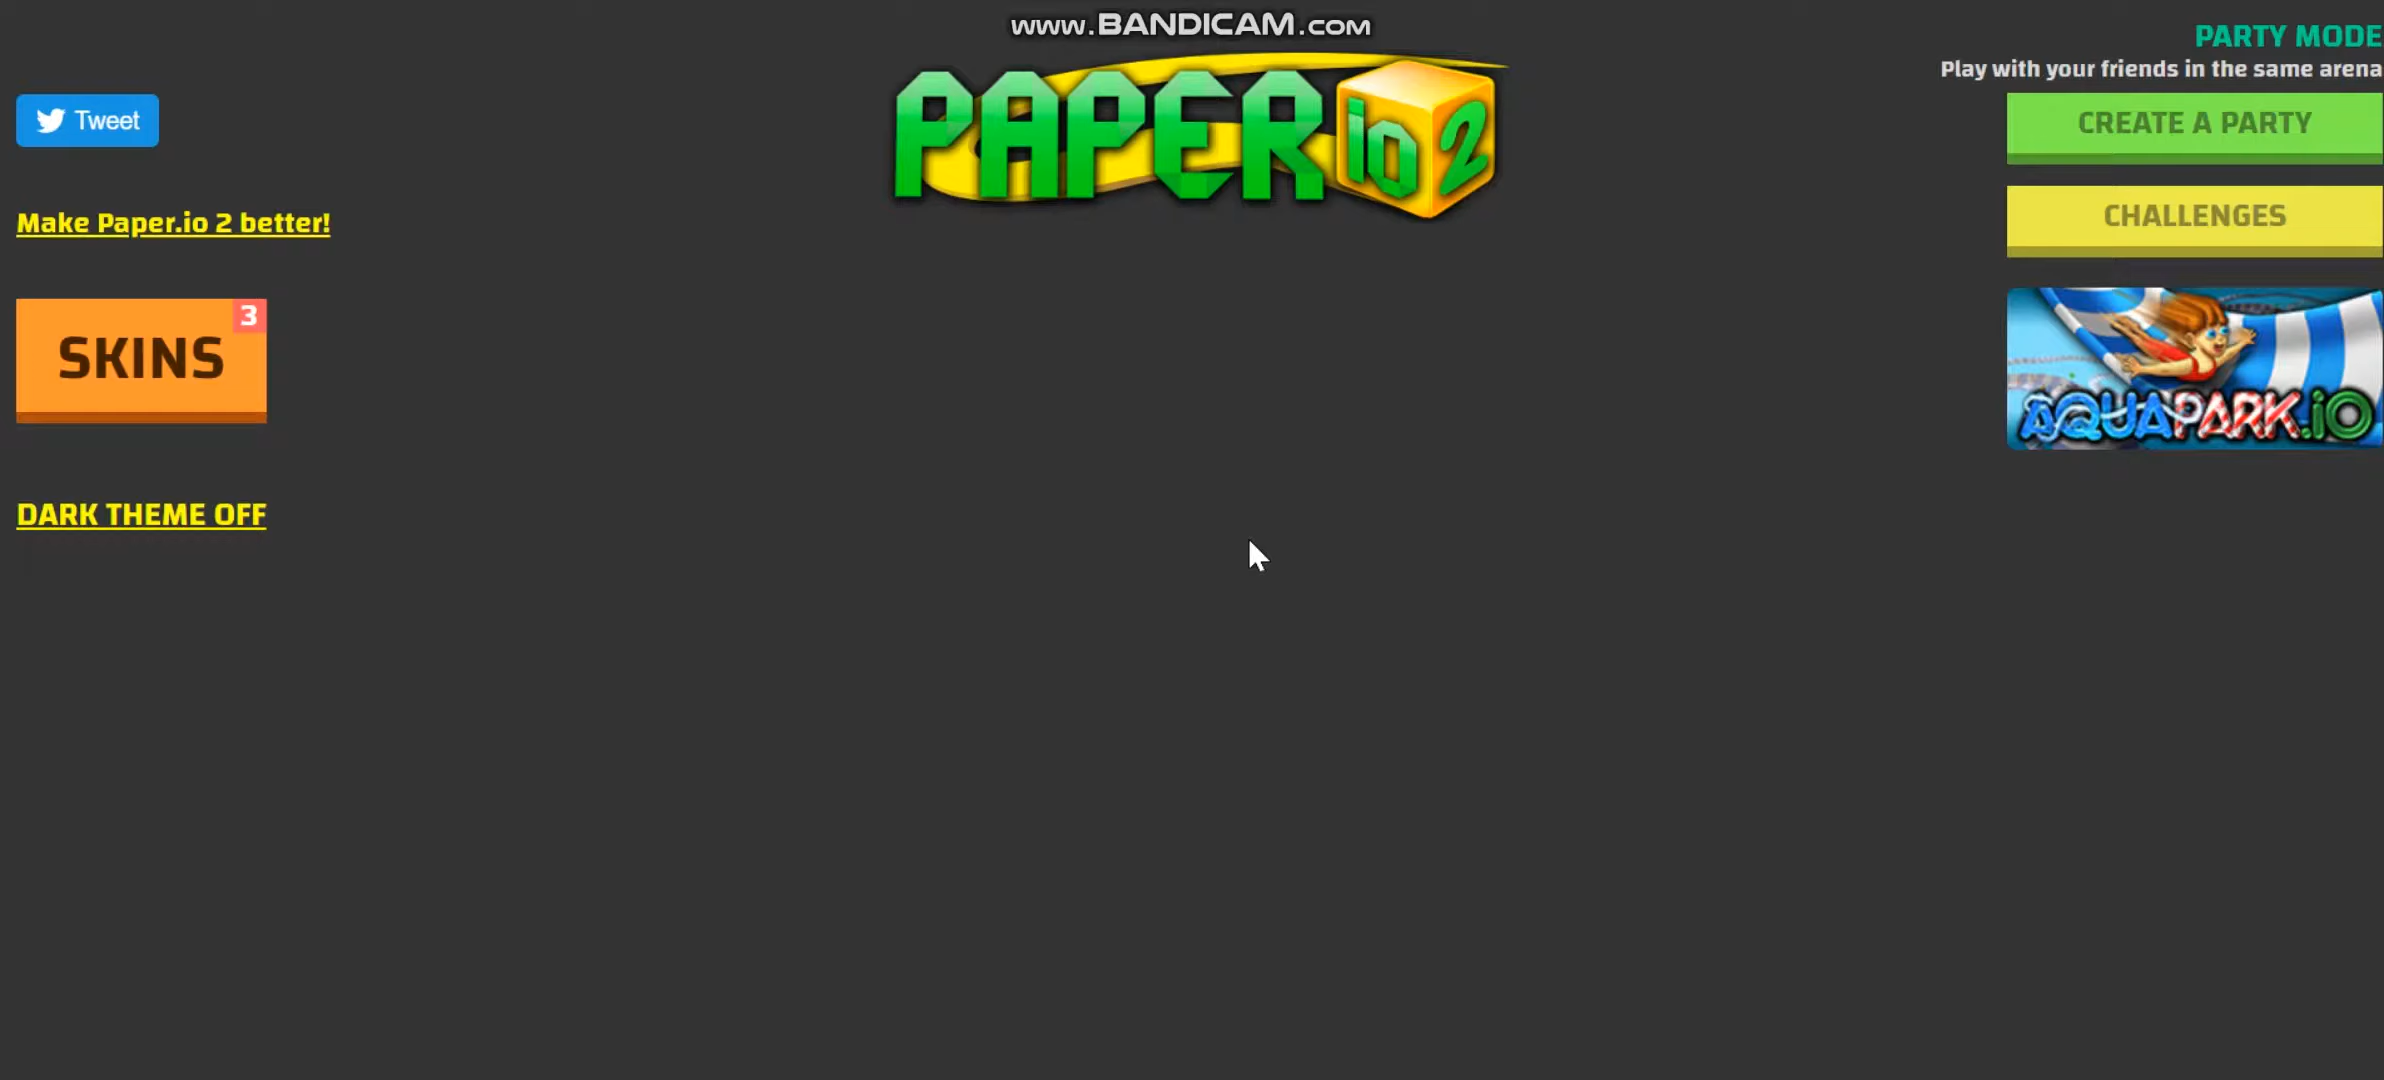 www.BANDICAM.com
PAPER io 2
PARTY MODE
Play with your friends in the same arena
Tweet
CREATE A PARTY
Make Paper.io 2 better!
CHALLENGES
3
SKINS
AQUAPARK.iO
DARK THEME OFF